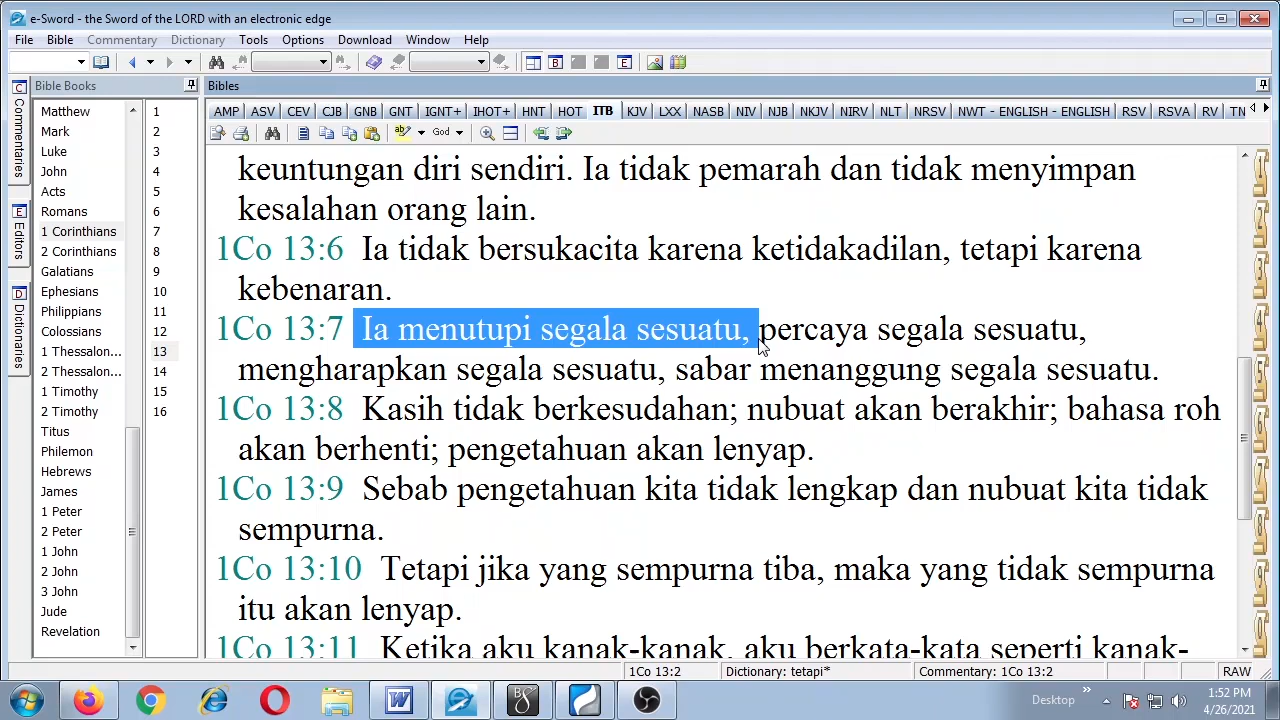 e-Sword - the Sword of the LORD with an electronic edge
File Bible Commentary Dictionary Tools Options Download Window Help
Bible Books
Bibles
AMP ASV CEV CJB GNB GNT IGNT+ IHOT+ HNT HOT ITB KJV LXX NASB NIV NJB NKJV NIRV NLT NRSV NWT - ENGLISH - ENGLISH RSV RSVA RV TN
God
Commentaries
Editors
Dictionaries
Matthew 1
Mark 2
Luke 3
John 4
Acts 5
Romans 6
1 Corinthians 7
2 Corinthians 8
Galatians 9
Ephesians 10
Philippians 11
Colossians 12
1 Thessalon... 13
2 Thessalon... 14
1 Timothy 15
2 Timothy 16
Titus
Philemon
Hebrews
James
1 Peter
2 Peter
1 John
2 John
3 John
Jude
Revelation
keuntungan diri sendiri. Ia tidak pemarah dan tidak menyimpan
kesalahan orang lain.
1Co 13:6 Ia tidak bersukacita karena ketidakadilan, tetapi karena
kebenaran.
1Co 13:7 Ia menutupi segala sesuatu, percaya segala sesuatu,
mengharapkan segala sesuatu, sabar menanggung segala sesuatu.
1Co 13:8 Kasih tidak berkesudahan; nubuat akan berakhir; bahasa roh
akan berhenti; pengetahuan akan lenyap.
1Co 13:9 Sebab pengetahuan kita tidak lengkap dan nubuat kita tidak
sempurna.
1Co 13:10 Tetapi jika yang sempurna tiba, maka yang tidak sempurna
itu akan lenyap.
1Co 13:11 Ketika aku kanak-kanak, aku berkata-kata seperti kanak-
1Co 13:2 Dictionary: tetapi* Commentary: 1Co 13:2 RAW
Desktop
1:52 PM
4/26/2021